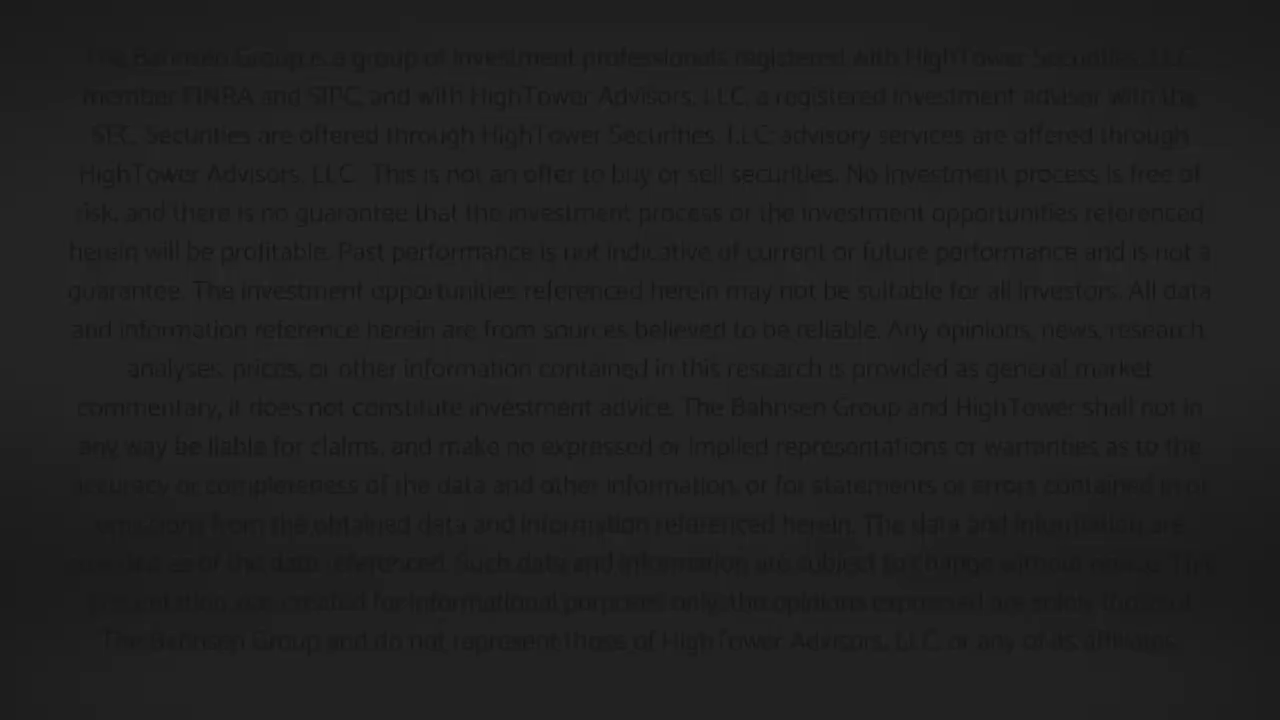 The Bahnsen Group is a group of investment professionals registered with HighTower Securities, LLC,
member FINRA and SIPC, and with HighTower Advisors, LLC, a registered investment advisor with the
SEC. Securities are offered through HighTower Securities, LLC; advisory services are offered through
HighTower Advisors, LLC. This is not an offer to buy or sell securities. No investment process is free of
risk, and there is no guarantee that the investment process or the investment opportunities referenced
herein will be profitable. Past performance is not indicative of current or future performance and is not a
guarantee. The investment opportunities referenced herein may not be suitable for all investors. All data
and information reference herein are from sources believed to be reliable. Any opinions, news, research,
analyses, prices, or other information contained in this research is provided as general market
commentary, it does not constitute investment advice. The Bahnsen Group and HighTower shall not in
any way be liable for claims, and make no expressed or implied representations or warranties as to the
accuracy or completeness of the data and other information, or for statements or errors contained in or
omissions from the obtained data and information referenced herein. The data and information are
as of the date referenced. Such data and information are subject to change without notice. This
was created for informational purposes only; the opinions expressed are solely those of
The Bahnsen Group and do not represent those of HighTower Advisors, LLC, or any of its affiliates.